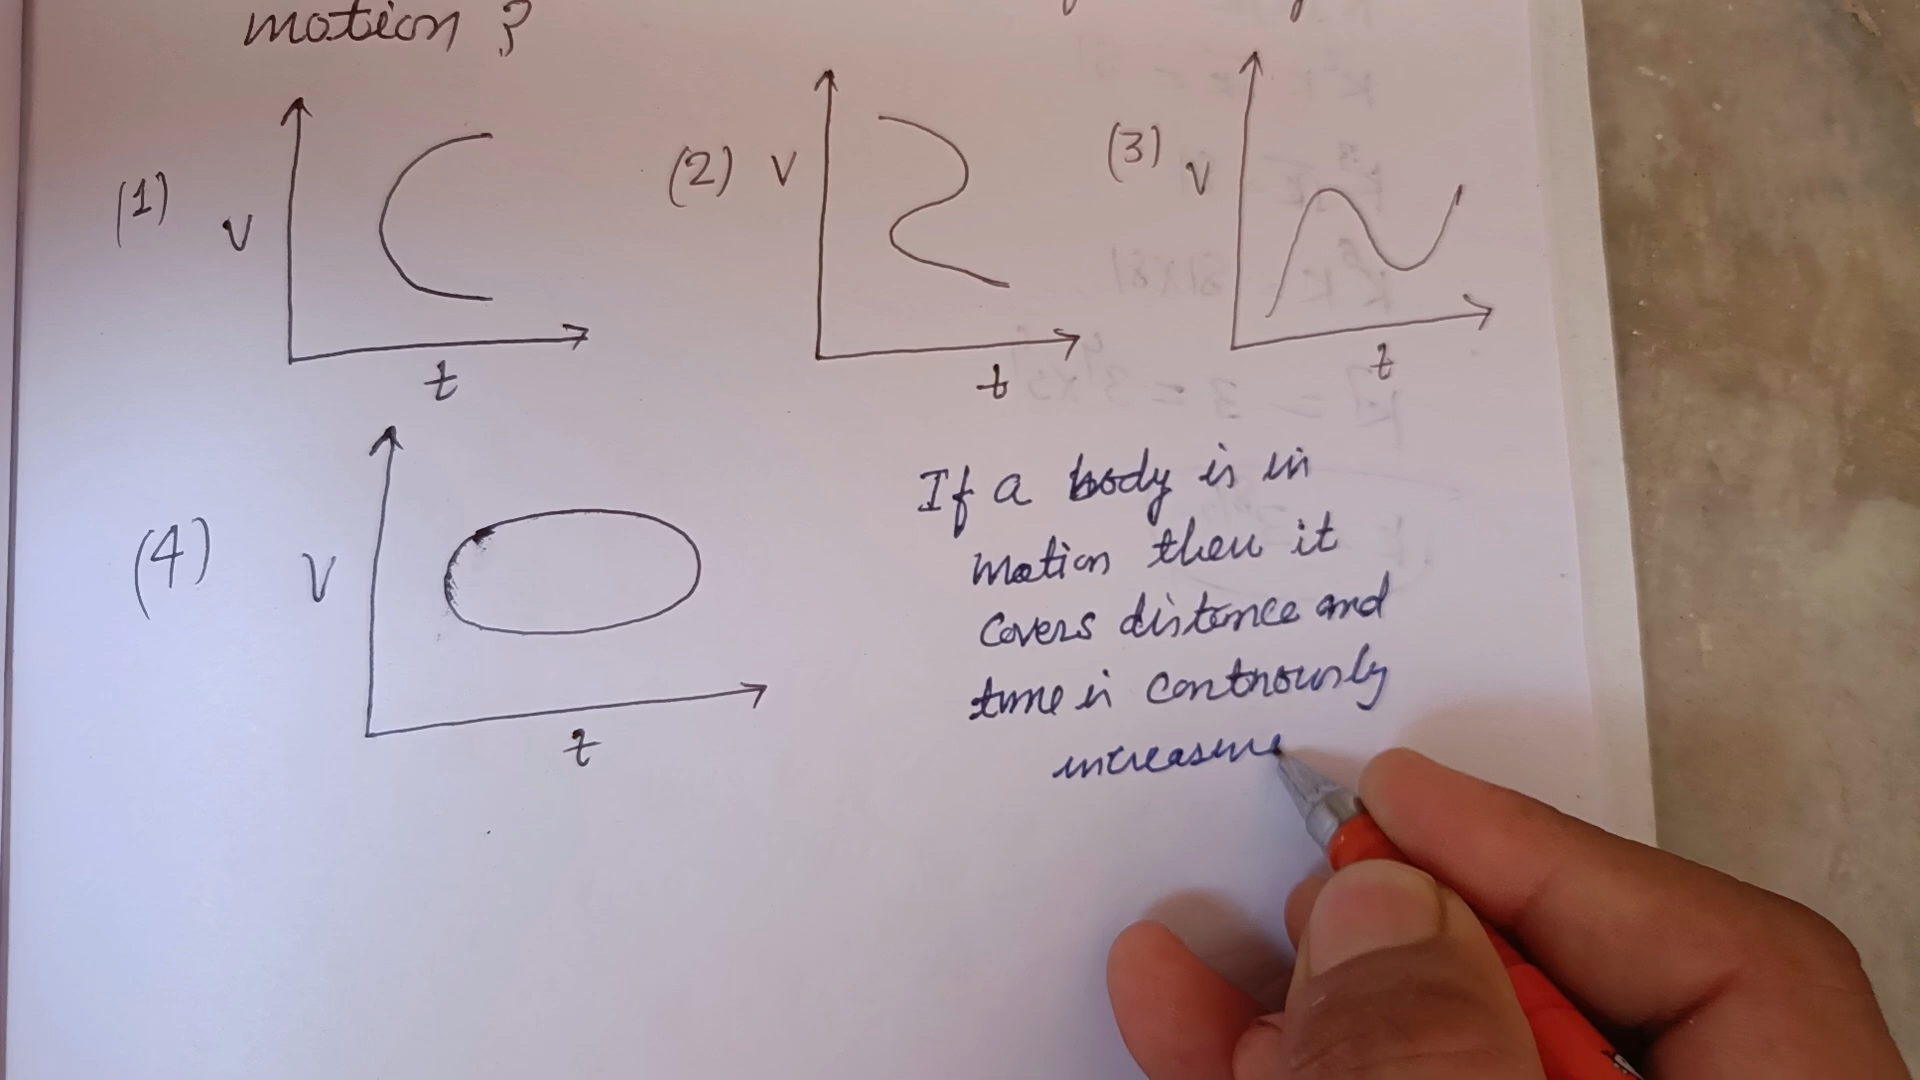 motion ?
(1) V t
(2) V t
(3) V t
(4) V t
If a body is in
motion then it
covers distance and
time is continously
increasing